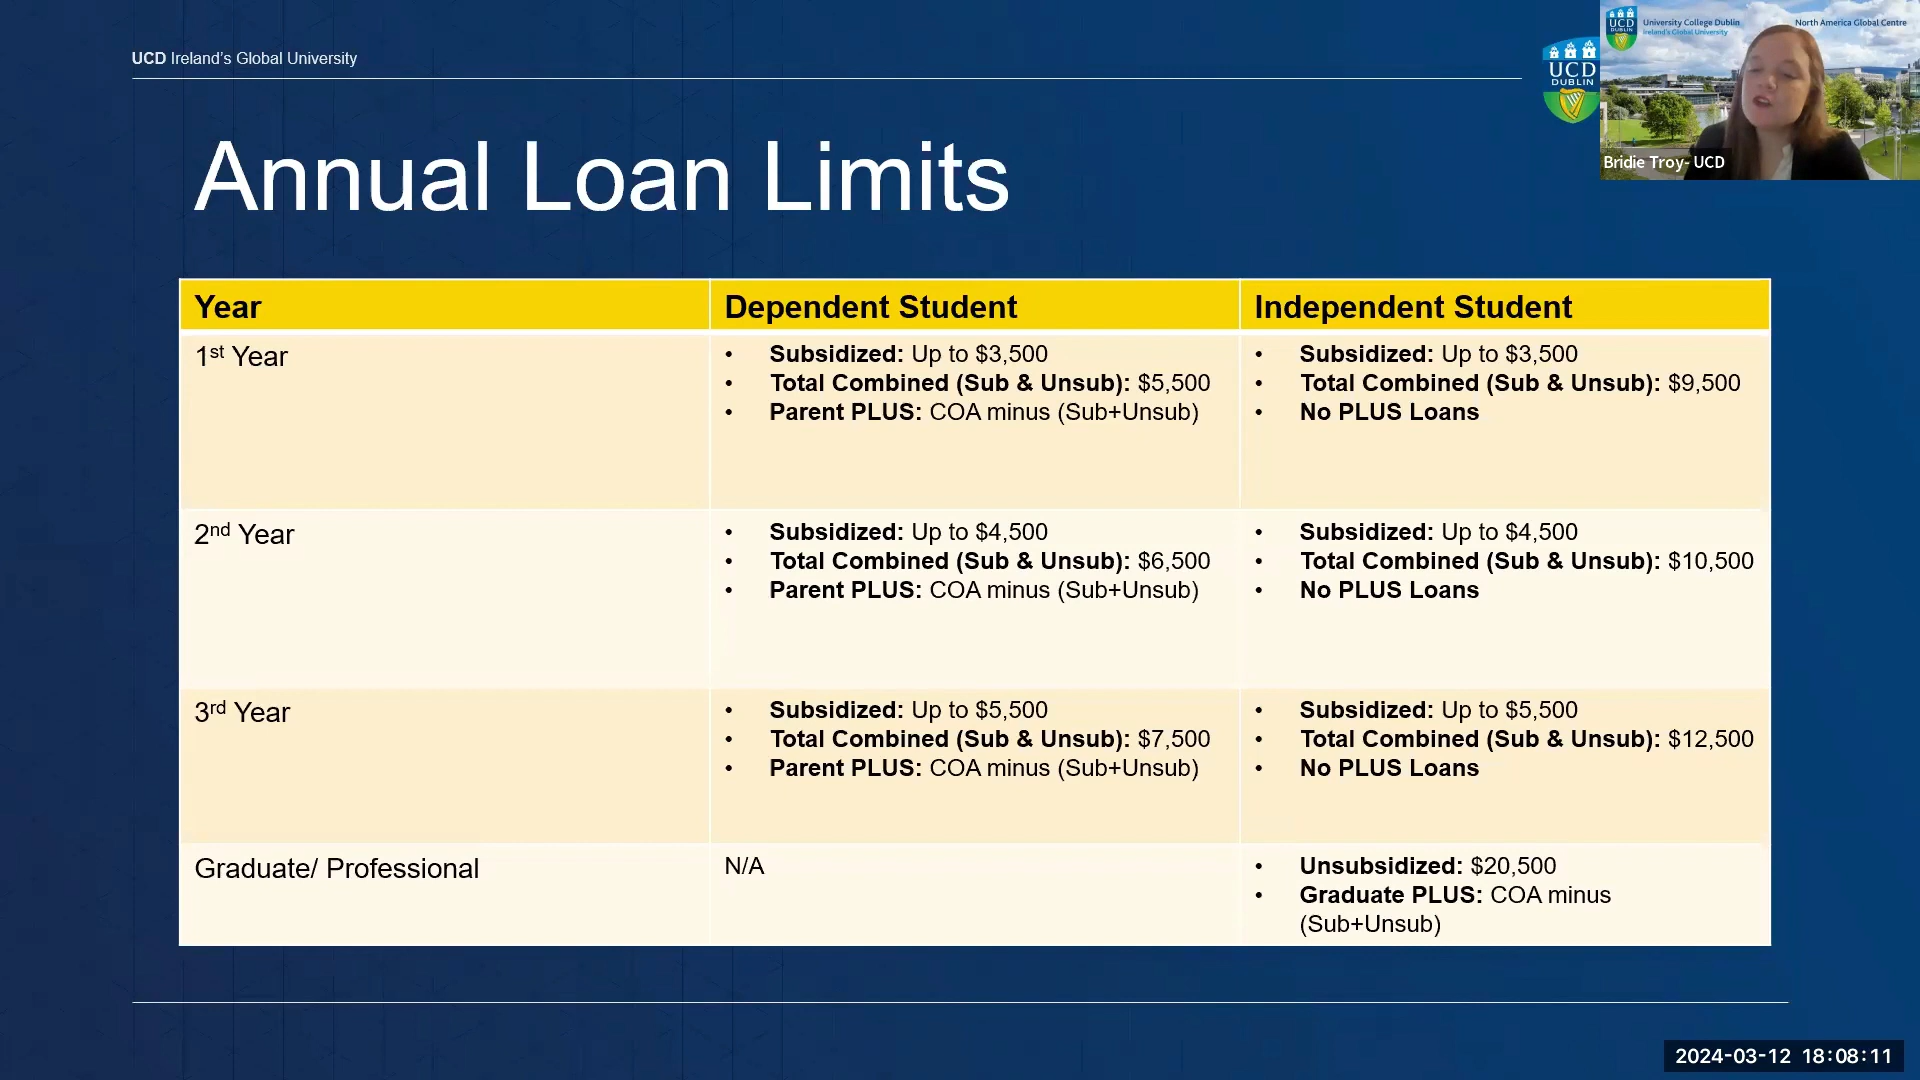 UCD Ireland's Global University
UCD
DUBLIN
UCD
DUBLIN
University College Dublin
Ireland's Global University
North America Global Centre
Bridie Troy- UCD
Annual Loan Limits
Year
Dependent Student
Independent Student
1st Year
• Subsidized: Up to $3,500
• Total Combined (Sub & Unsub): $5,500
• Parent PLUS: COA minus (Sub+Unsub)
• Subsidized: Up to $3,500
• Total Combined (Sub & Unsub): $9,500
• No PLUS Loans
2nd Year
• Subsidized: Up to $4,500
• Total Combined (Sub & Unsub): $6,500
• Parent PLUS: COA minus (Sub+Unsub)
• Subsidized: Up to $4,500
• Total Combined (Sub & Unsub): $10,500
• No PLUS Loans
3rd Year
• Subsidized: Up to $5,500
• Total Combined (Sub & Unsub): $7,500
• Parent PLUS: COA minus (Sub+Unsub)
• Subsidized: Up to $5,500
• Total Combined (Sub & Unsub): $12,500
• No PLUS Loans
Graduate/ Professional
N/A
• Unsubsidized: $20,500
• Graduate PLUS: COA minus
(Sub+Unsub)
2024-03-12 18:08:11